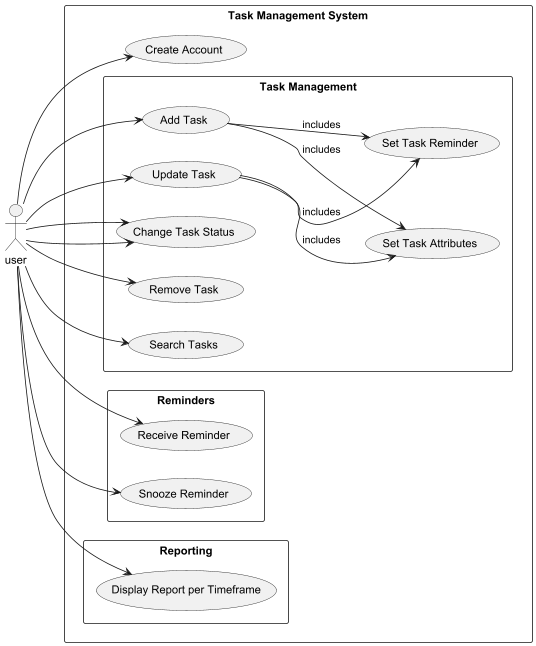 Task Management System
Create Account
Task Management
Add Task
includes
Set Task Reminder
includes
Update Task
includes
Change Task Status
includes
Set Task Attributes
user
Remove Task
Search Tasks
Reminders
Receive Reminder
Snooze Reminder
Reporting
Display Report per Timeframe